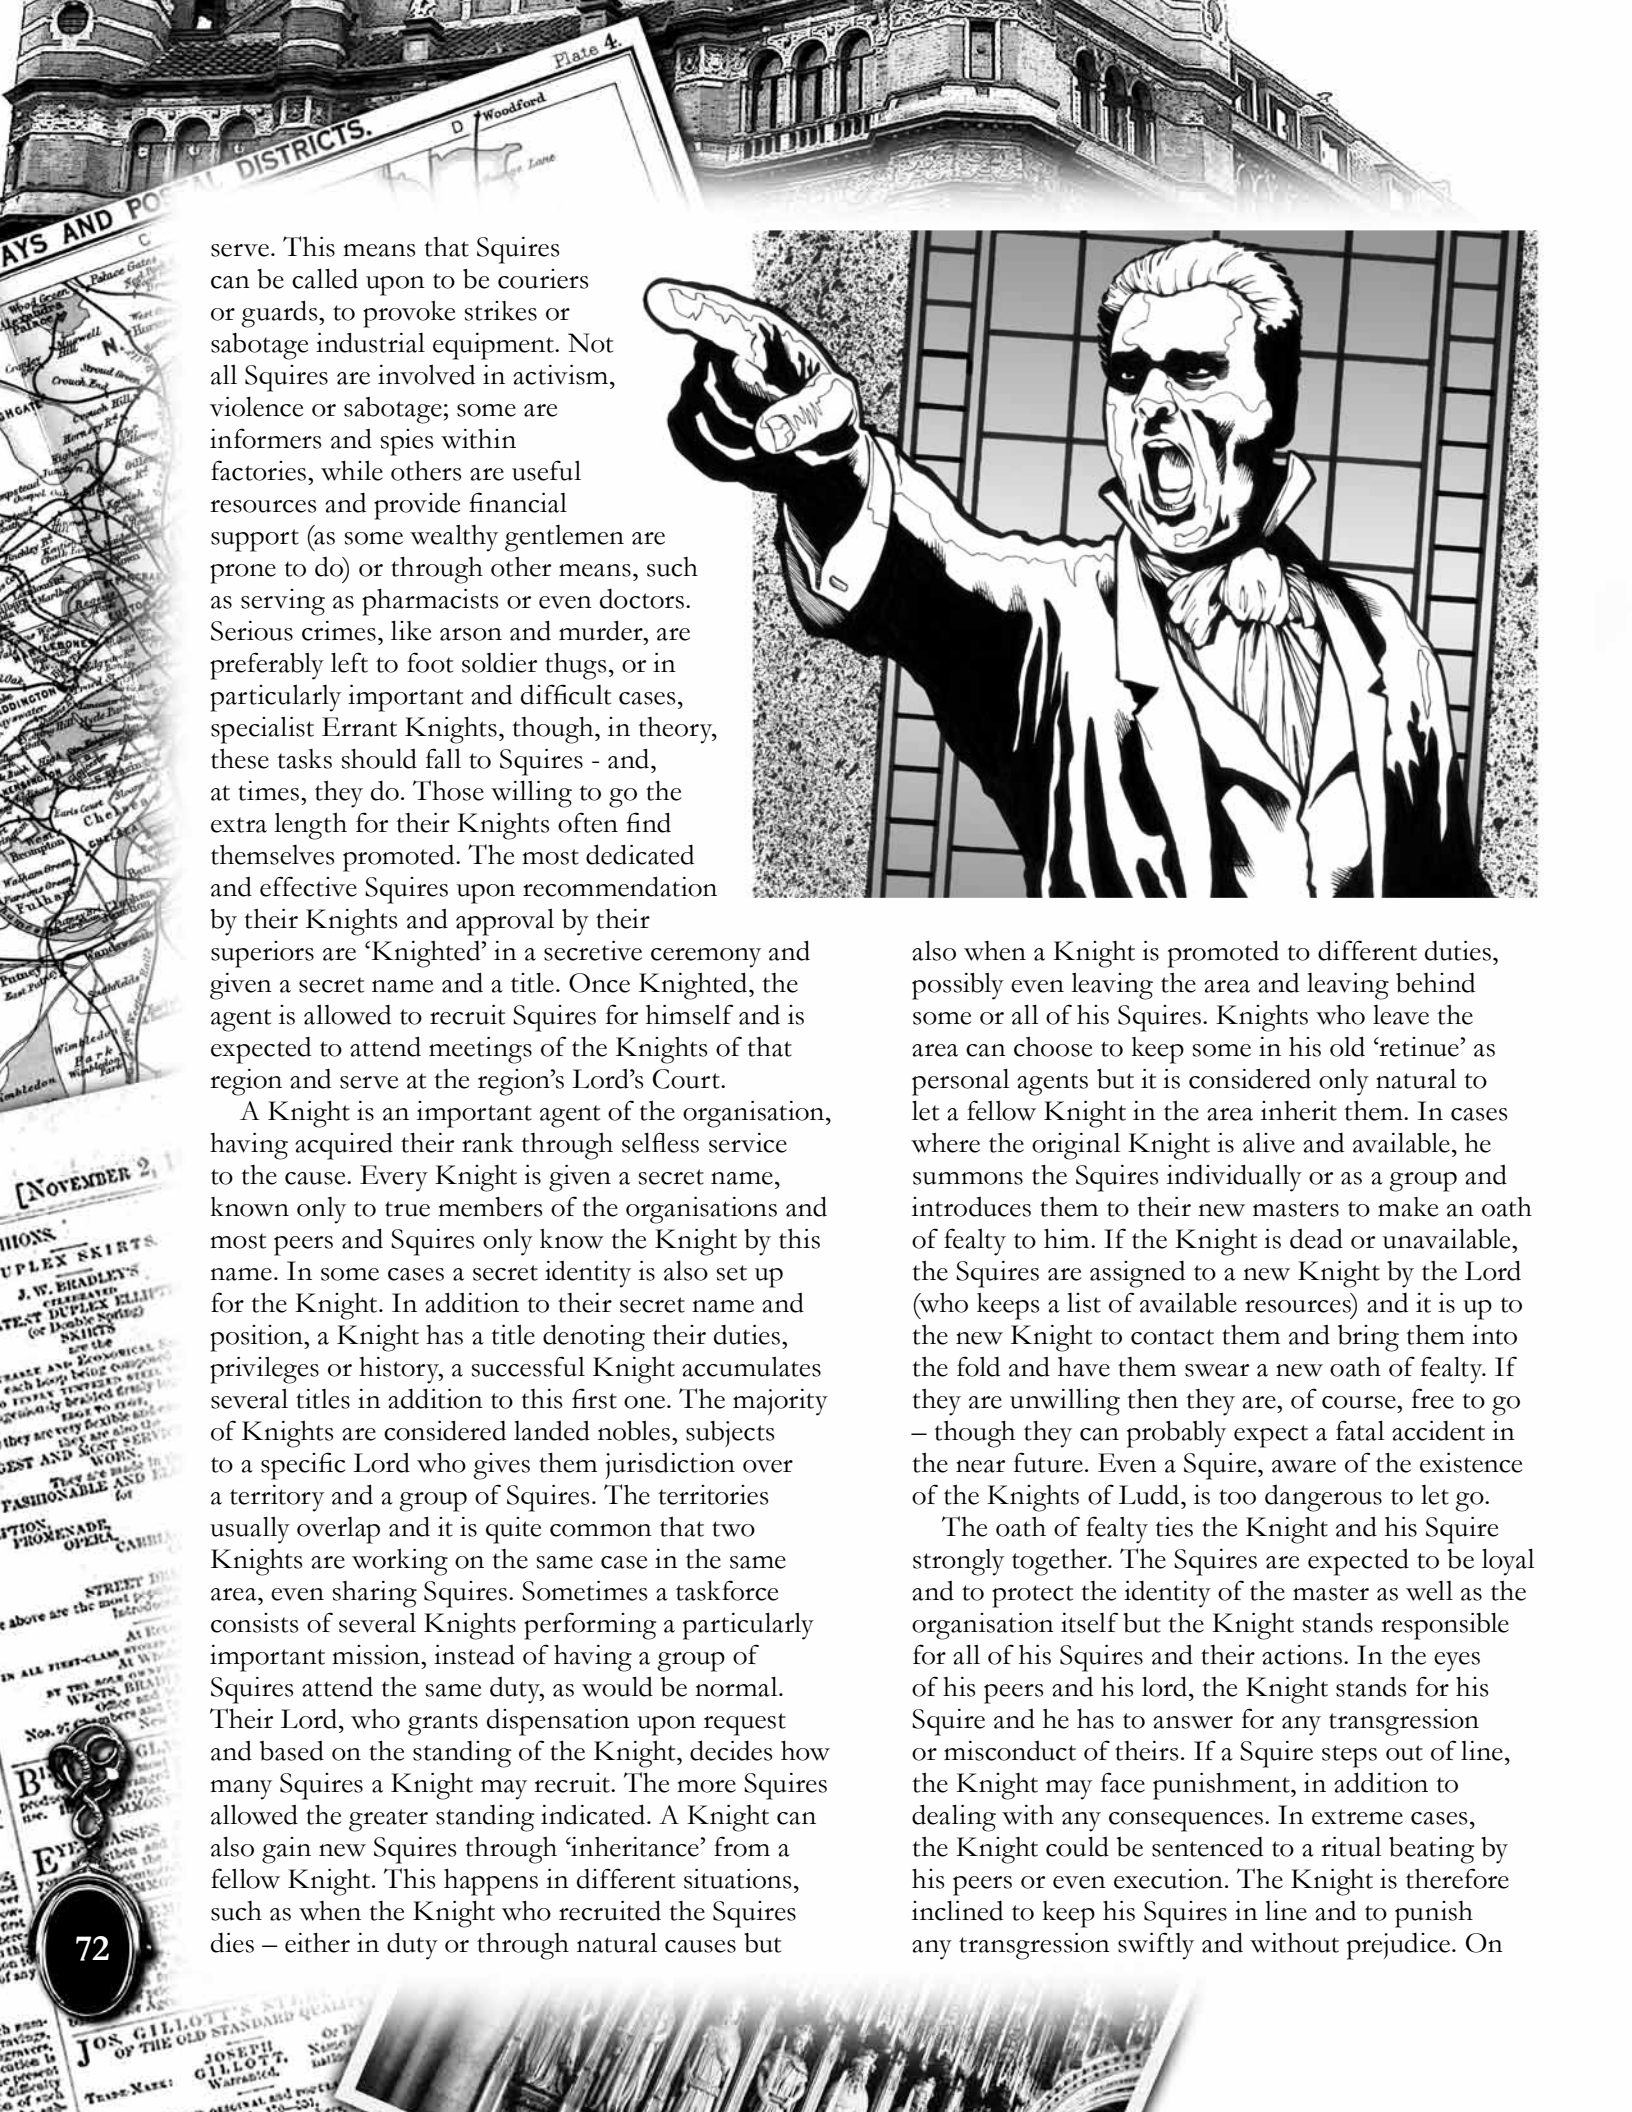 Plate 4.
AYS AND POSTAL DISTRICTS.
D Woodford
C
serve. This means that Squires
can be called upon to be couriers
or guards, to provoke strikes or
sabotage industrial equipment. Not
all Squires are involved in activism,
violence or sabotage; some are
informers and spies within
factories, while others are useful
resources and provide financial
support (as some wealthy gentlemen are
prone to do) or through other means, such
as serving as pharmacists or even doctors.
Serious crimes, like arson and murder, are
preferably left to foot soldier thugs, or in
particularly important and difficult cases,
specialist Errant Knights, though, in theory,
these tasks should fall to Squires - and,
at times, they do. Those willing to go the
extra length for their Knights often find
themselves promoted. The most dedicated
and effective Squires upon recommendation
by their Knights and approval by their
superiors are ‘Knighted’ in a secretive ceremony and
given a secret name and a title. Once Knighted, the
agent is allowed to recruit Squires for himself and is
expected to attend meetings of the Knights of that
region and serve at the region’s Lord’s Court.
A Knight is an important agent of the organisation,
having acquired their rank through selfless service
to the cause. Every Knight is given a secret name,
known only to true members of the organisations and
most peers and Squires only know the Knight by this
name. In some cases a secret identity is also set up
for the Knight. In addition to their secret name and
position, a Knight has a title denoting their duties,
privileges or history, a successful Knight accumulates
several titles in addition to this first one. The majority
of Knights are considered landed nobles, subjects
to a specific Lord who gives them jurisdiction over
a territory and a group of Squires. The territories
usually overlap and it is quite common that two
Knights are working on the same case in the same
area, even sharing Squires. Sometimes a taskforce
consists of several Knights performing a particularly
important mission, instead of having a group of
Squires attend the same duty, as would be normal.
Their Lord, who grants dispensation upon request
and based on the standing of the Knight, decides how
many Squires a Knight may recruit. The more Squires
allowed the greater standing indicated. A Knight can
also gain new Squires through ‘inheritance’ from a
fellow Knight. This happens in different situations,
such as when the Knight who recruited the Squires
dies – either in duty or through natural causes but
also when a Knight is promoted to different duties,
possibly even leaving the area and leaving behind
some or all of his Squires. Knights who leave the
area can choose to keep some in his old ‘retinue’ as
personal agents but it is considered only natural to
let a fellow Knight in the area inherit them. In cases
where the original Knight is alive and available, he
summons the Squires individually or as a group and
introduces them to their new masters to make an oath
of fealty to him. If the Knight is dead or unavailable,
the Squires are assigned to a new Knight by the Lord
(who keeps a list of available resources) and it is up to
the new Knight to contact them and bring them into
the fold and have them swear a new oath of fealty. If
they are unwilling then they are, of course, free to go
– though they can probably expect a fatal accident in
the near future. Even a Squire, aware of the existence
of the Knights of Ludd, is too dangerous to let go.
The oath of fealty ties the Knight and his Squire
strongly together. The Squires are expected to be loyal
and to protect the identity of the master as well as the
organisation itself but the Knight stands responsible
for all of his Squires and their actions. In the eyes
of his peers and his lord, the Knight stands for his
Squire and he has to answer for any transgression
or misconduct of theirs. If a Squire steps out of line,
the Knight may face punishment, in addition to
dealing with any consequences. In extreme cases,
the Knight could be sentenced to a ritual beating by
his peers or even execution. The Knight is therefore
inclined to keep his Squires in line and to punish
any transgression swiftly and without prejudice. On
[NOVEMBER 2,
UPLEX SKIRTS
J. W. BRADLEY'S
(or Double Spring)
SKIRTS
are the
FASHIONABLE AND
for
PROMENADE,
OPERA,
72
JOS. GILLOTT'S
OF THE OLD STANDARD QUALITY
TRADE MARK: JOSEPH
GILLOTT,
Warranted.